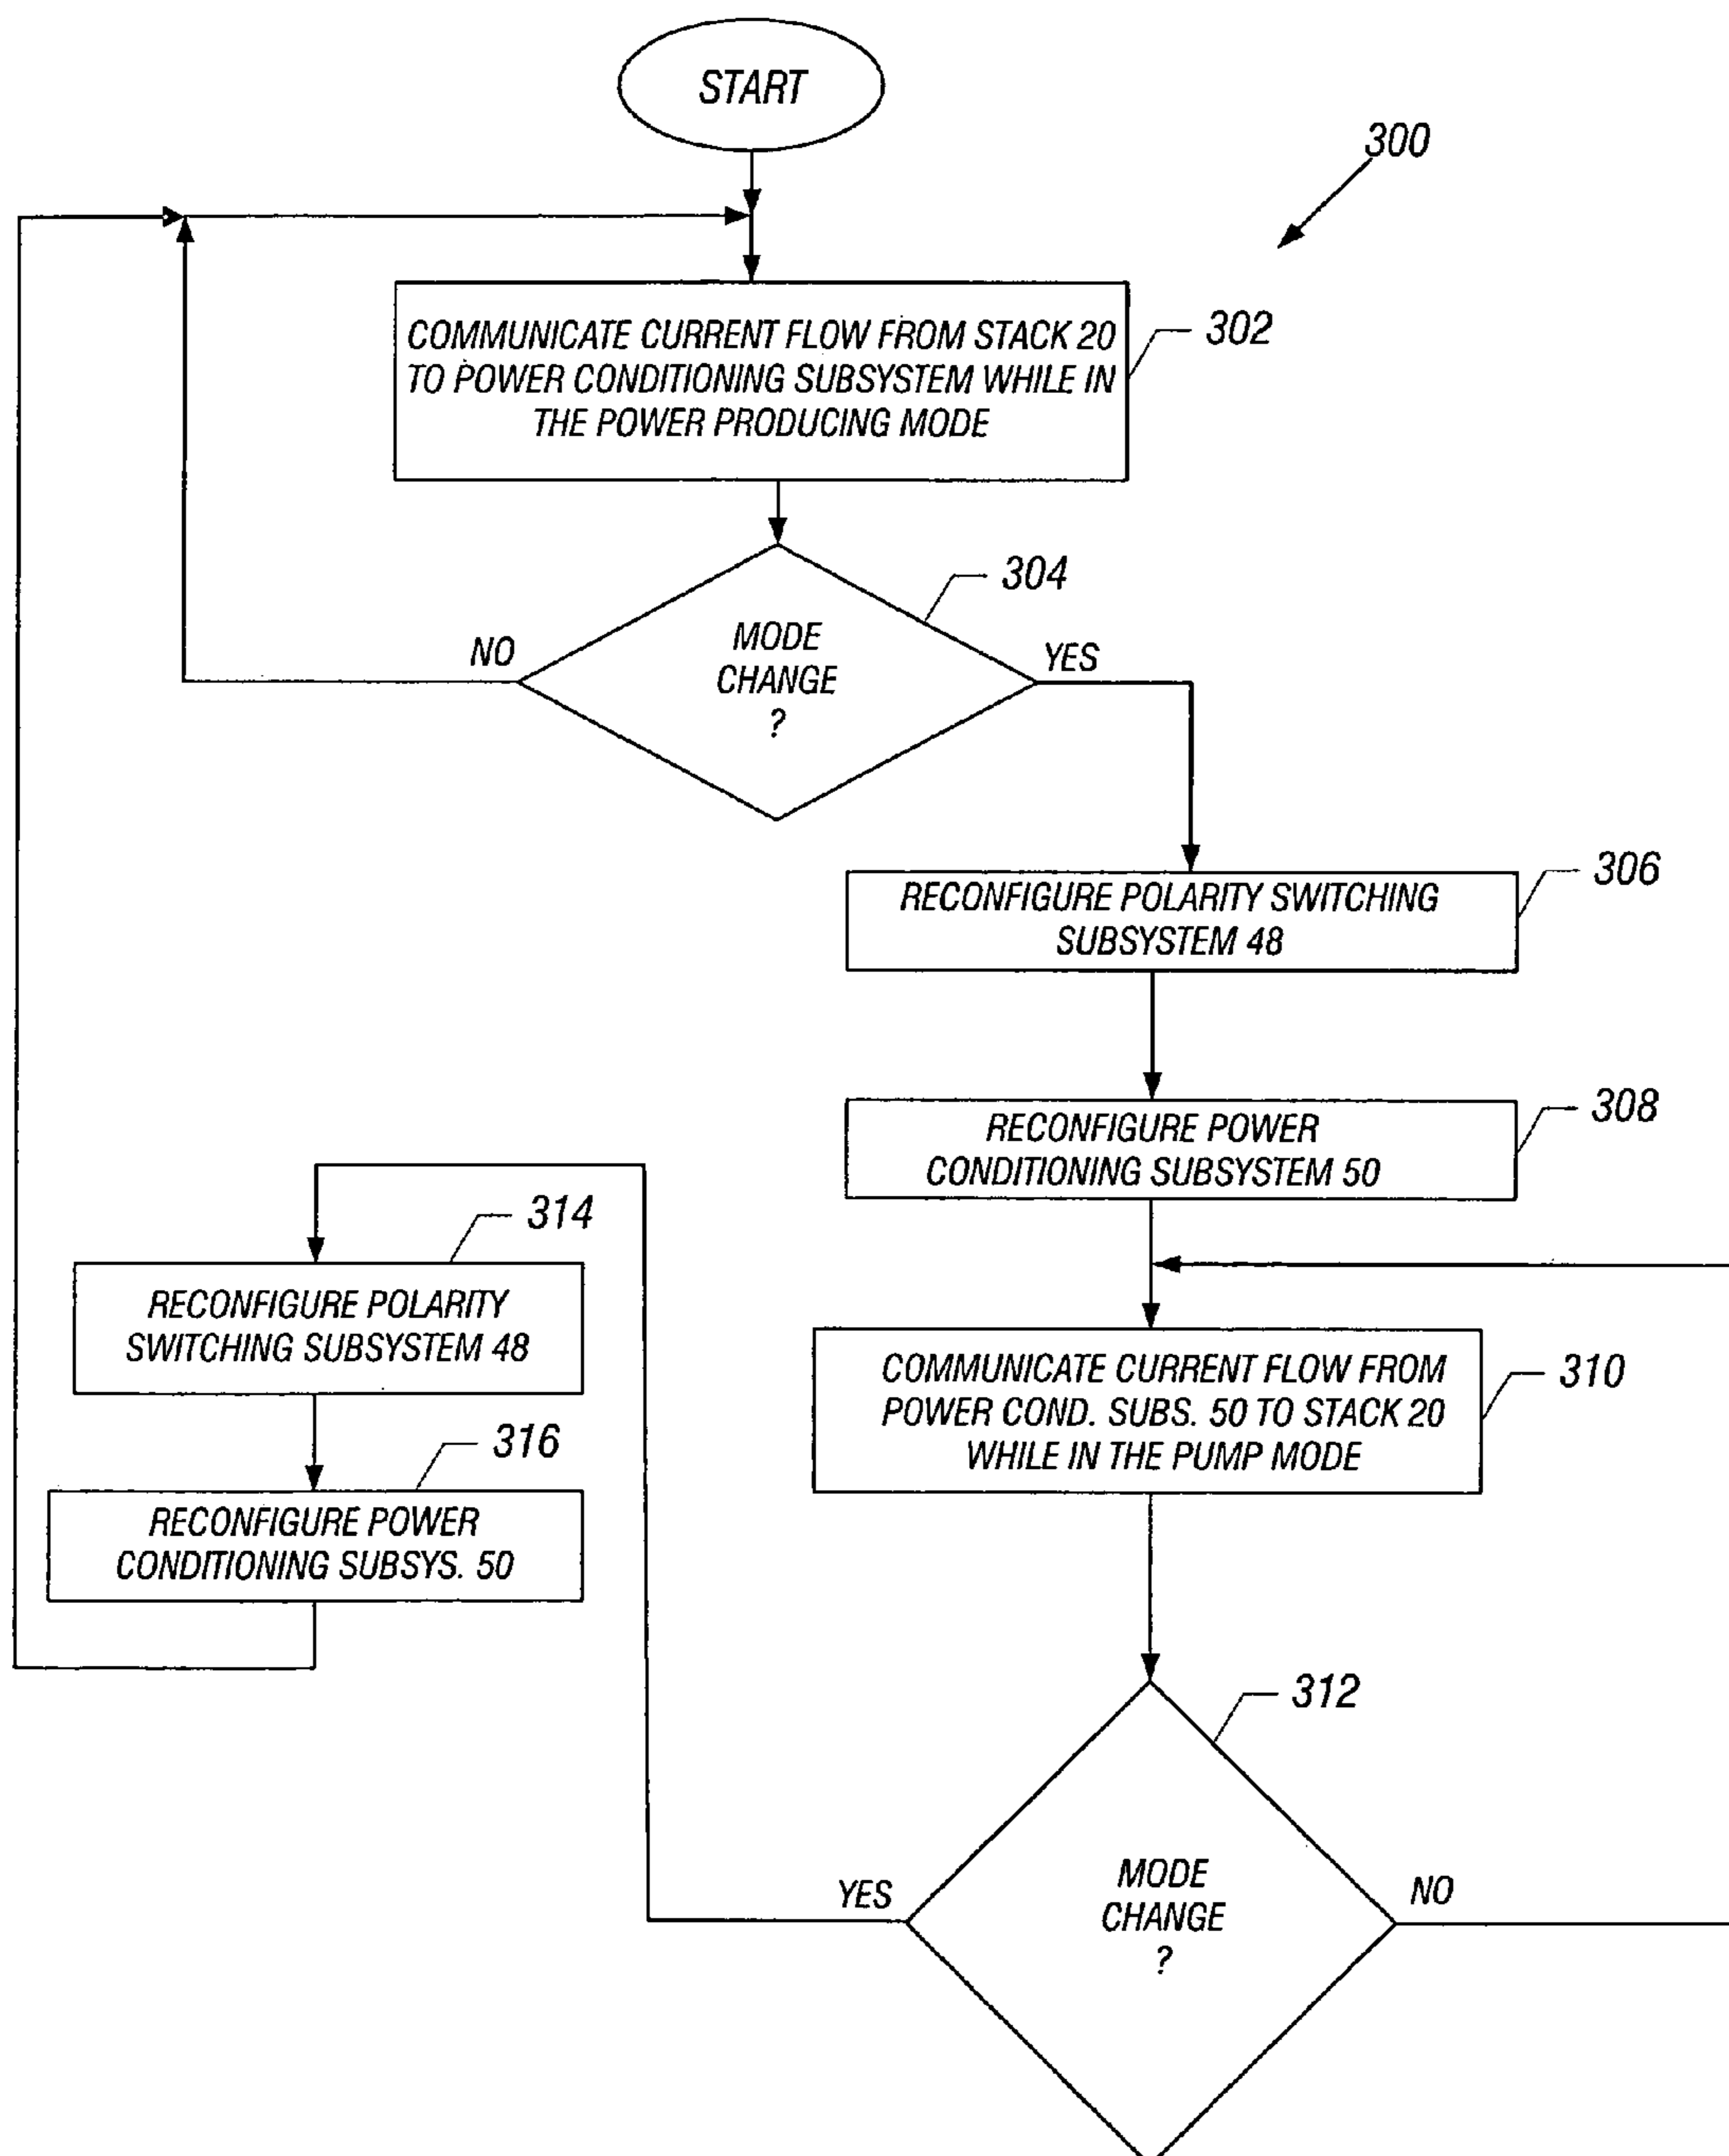 START
300
COMMUNICATE CURRENT FLOW FROM STACK 20
TO POWER CONDITIONING SUBSYSTEM WHILE IN
THE POWER PRODUCING MODE
302
304
MODE
CHANGE
?
NO
YES
306
RECONFIGURE POLARITY SWITCHING
SUBSYSTEM 48
308
RECONFIGURE POWER
CONDITIONING SUBSYSTEM 50
314
RECONFIGURE POLARITY
SWITCHING SUBSYSTEM 48
310
COMMUNICATE CURRENT FLOW FROM
POWER COND. SUBS. 50 TO STACK 20
WHILE IN THE PUMP MODE
316
RECONFIGURE POWER
CONDITIONING SUBSYS. 50
312
MODE
CHANGE
?
YES
NO